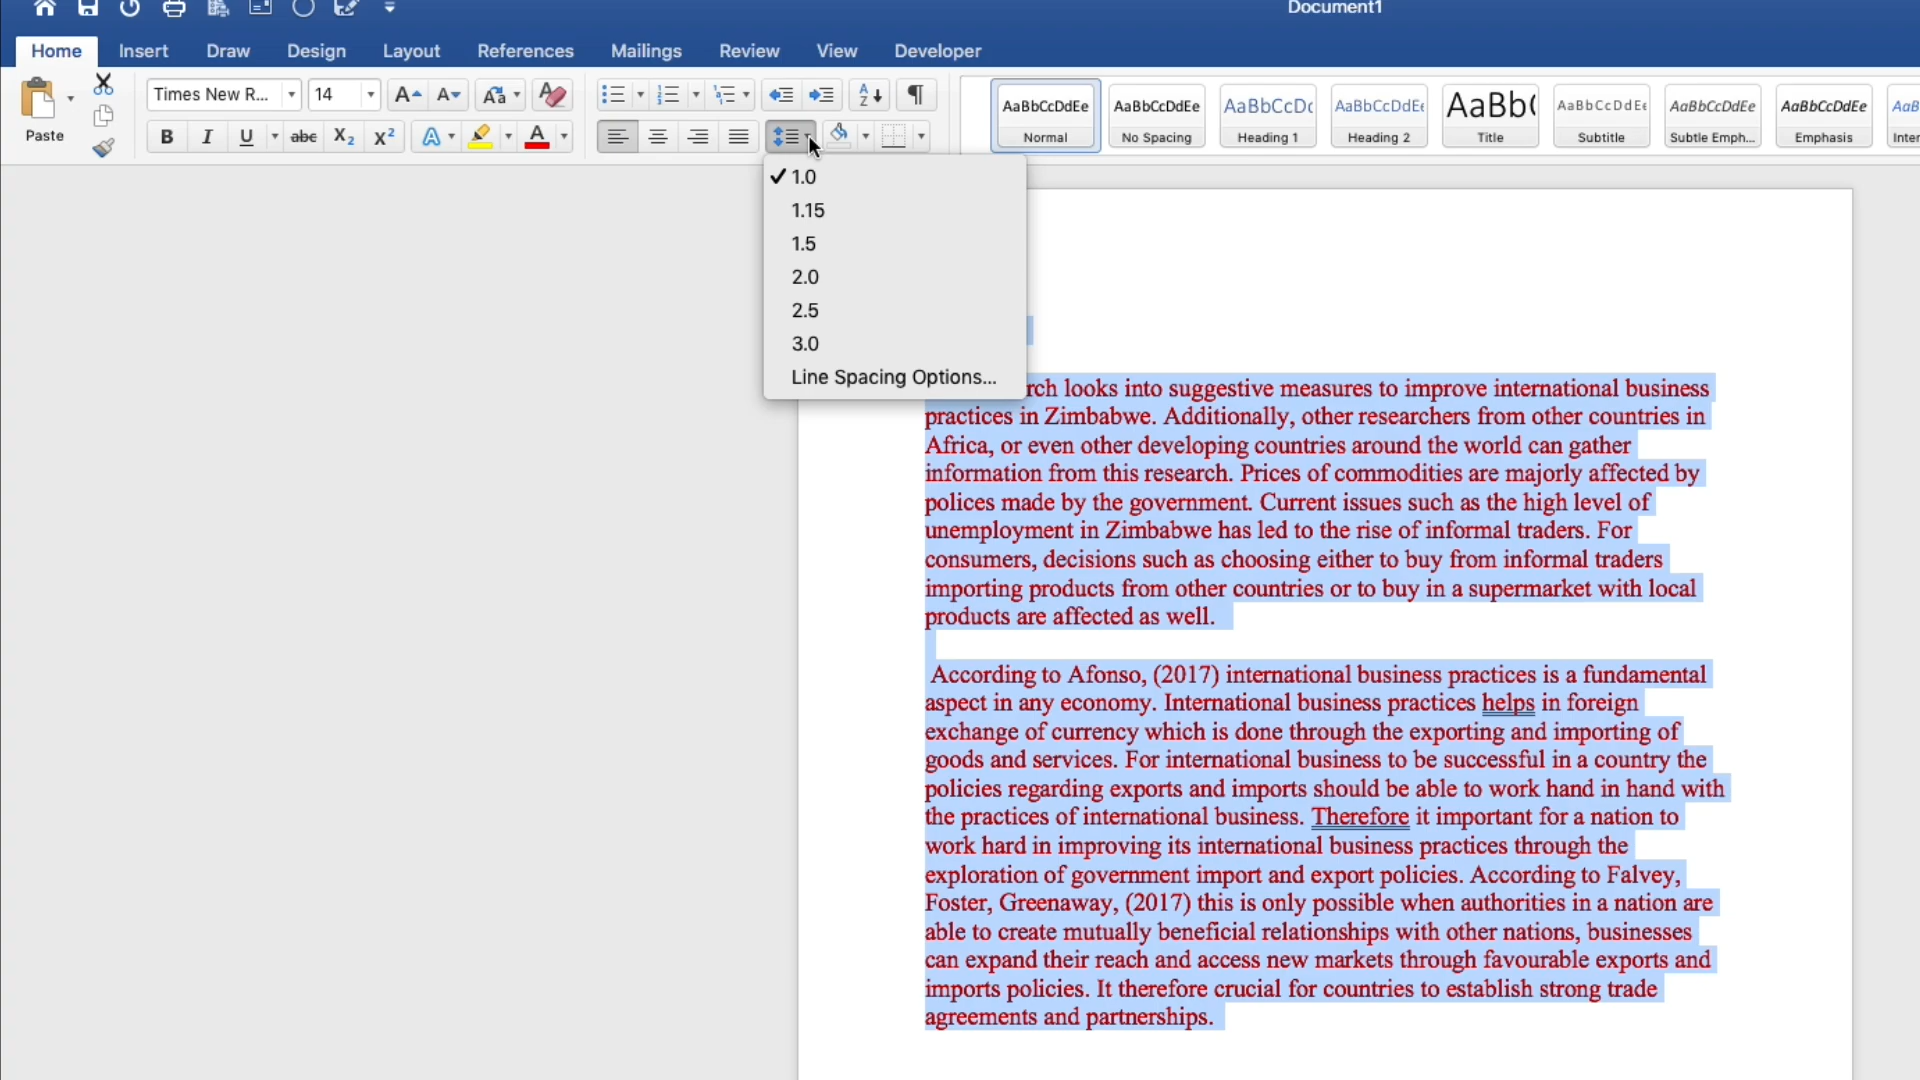 Document1
Home Insert Draw Design Layout References Mailings Review View Developer
Paste
Times New R... 14
AaBbCcDdEe Normal
AaBbCcDdEe No Spacing
AaBbCcDc Heading 1
AaBbCcDdEe Heading 2
AaBb( Title
AaBbCcDdEe Subtitle
AaBbCcDdEe Subtle Emph...
AaBbCcDdEe Emphasis
AaB Inter
1.0
1.15
1.5
2.0
2.5
3.0
Line Spacing Options...
rch looks into suggestive measures to improve international business
practices in Zimbabwe. Additionally, other researchers from other countries in
Africa, or even other developing countries around the world can gather
information from this research. Prices of commodities are majorly affected by
polices made by the government. Current issues such as the high level of
unemployment in Zimbabwe has led to the rise of informal traders. For
consumers, decisions such as choosing either to buy from informal traders
importing products from other countries or to buy in a supermarket with local
products are affected as well.
According to Afonso, (2017) international business practices is a fundamental
aspect in any economy. International business practices helps in foreign
exchange of currency which is done through the exporting and importing of
goods and services. For international business to be successful in a country the
policies regarding exports and imports should be able to work hand in hand with
the practices of international business. Therefore it important for a nation to
work hard in improving its international business practices through the
exploration of government import and export policies. According to Falvey,
Foster, Greenaway, (2017) this is only possible when authorities in a nation are
able to create mutually beneficial relationships with other nations, businesses
can expand their reach and access new markets through favourable exports and
imports policies. It therefore crucial for countries to establish strong trade
agreements and partnerships.